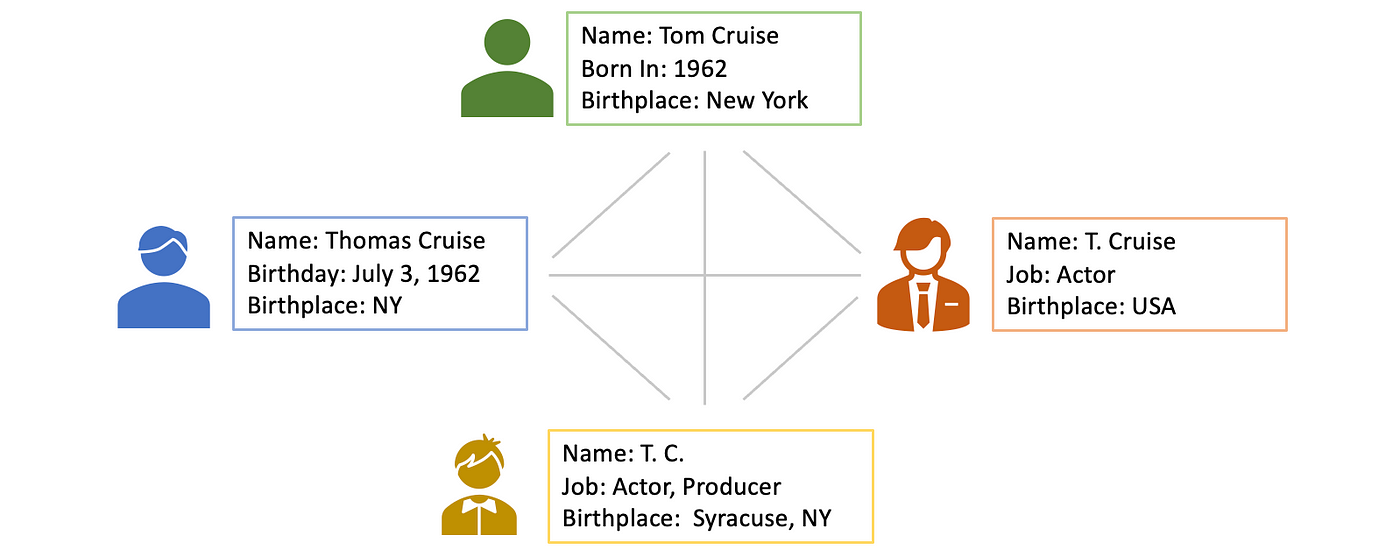 Name: Tom Cruise
Born In: 1962
Birthplace: New York
Name: Thomas Cruise
Birthday: July 3, 1962
Birthplace: NY
Name: T. Cruise
Job: Actor
Birthplace: USA
Name: T. C.
Job: Actor, Producer
Birthplace:  Syracuse, NY